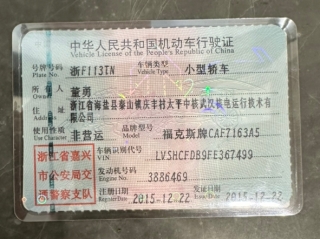 中华人民共和国机动车行驶证
Vehicle License of the People's Republic of China
号牌号码 浙F113TN 车辆类型 小型轿车
Plate No. Vehicle Type
所有人 董勇
Owner
住址 浙江省海盐县秦山镇庆丰村太平中核武汉核电运行技术有
Address 限公司
使用性质 非营运 品牌型号 福克斯牌CAF7163A5
Use Character Model
浙江省嘉兴
市公安局交
通警察支队
车辆识别代号 LVSHCFDB9FE367499
VIN
发动机号码 3886469
Engine No.
注册日期 2015-12-22 发证日期 2015-12-22
Register Date Issue Date